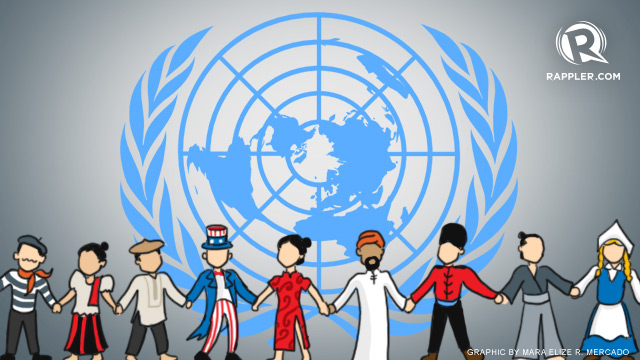 R
RAPPLER.COM
GRAPHIC BY MARA ELIZE R. MERCADO